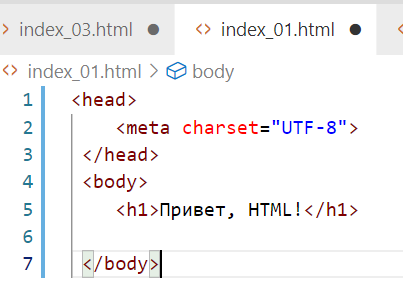 index_03.html ● <> index_01.html ●
<> index_01.html > body
1 <head>
2 <meta charset="UTF-8">
3 </head>
4 <body>
5 <h1>Привет, HTML!</h1>
6
7 </body>